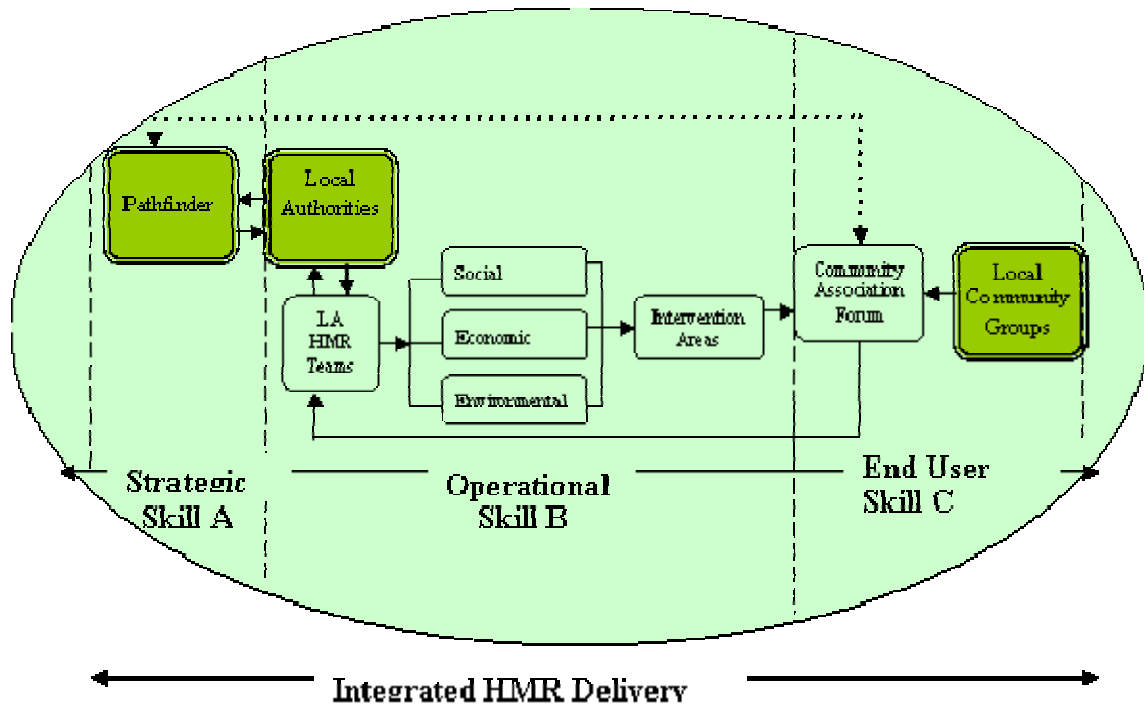 Pathfinder
Local
Authorities
LA
HMR
Teams
Social
Economic
Environmental
Intervention
Areas
Community
Association
Forum
Local
Community
Groups
Strategic
Skill A
Operational
Skill B
End User
Skill C
Integrated HMR Delivery